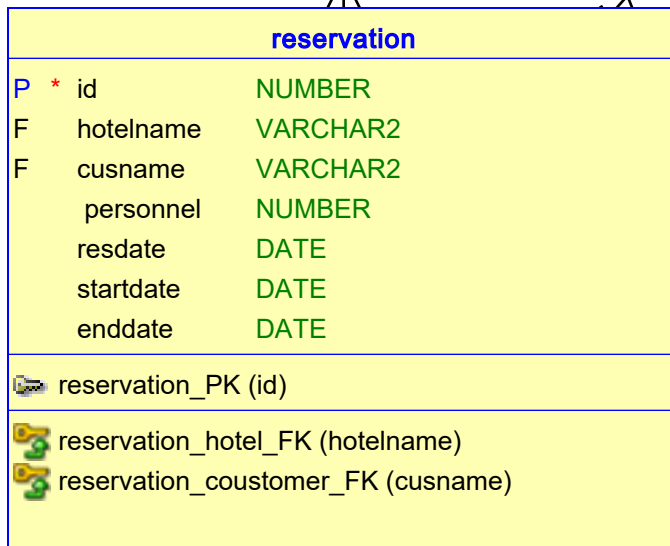 reservation
P * id NUMBER
F hotelname VARCHAR2
F cusname VARCHAR2
personnel NUMBER
resdate DATE
startdate DATE
enddate DATE
reservation_PK (id)
reservation_hotel_FK (hotelname)
reservation_coustomer_FK (cusname)